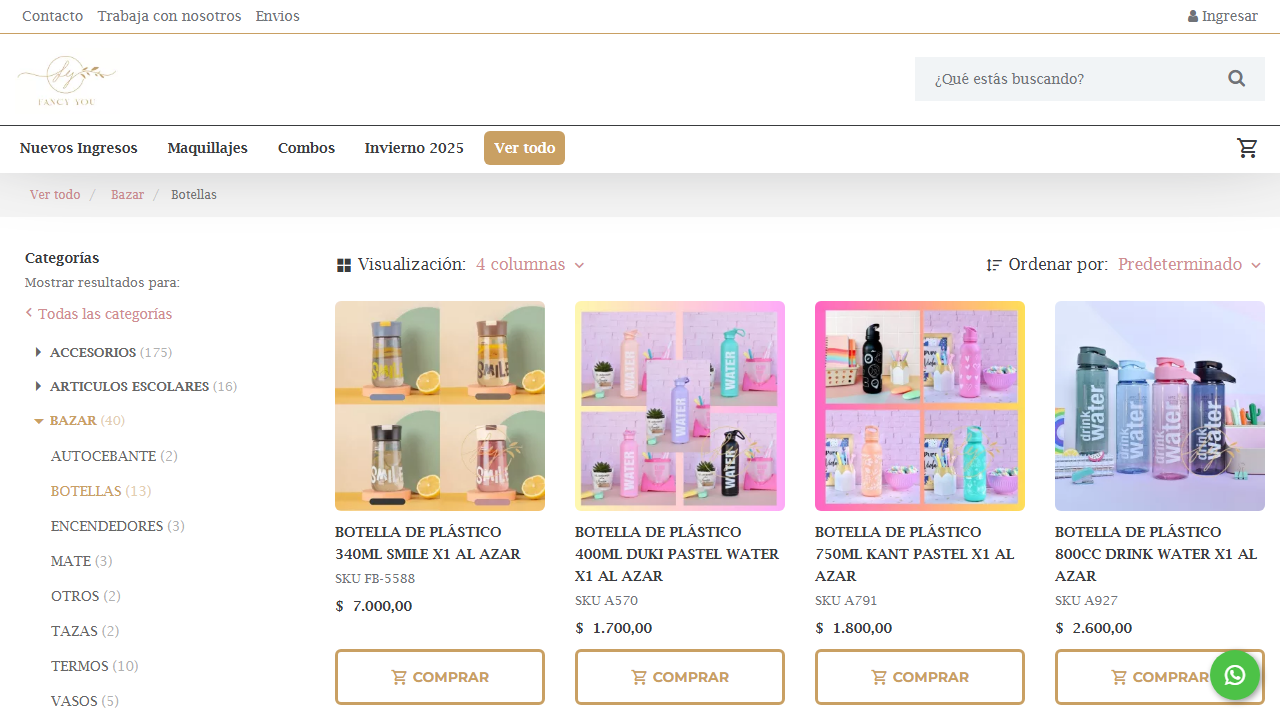 Contacto Trabaja con nosotros Envios Ingresar
fy
FANCY YOU
¿Qué estás buscando?
Nuevos Ingresos Maquillajes Combos Invierno 2025 Ver todo
Ver todo / Bazar / Botellas
Categorías
Mostrar resultados para:
Todas las categorías
ACCESORIOS (175)
ARTICULOS ESCOLARES (16)
BAZAR (40)
AUTOCEBANTE (2)
BOTELLAS (13)
ENCENDEDORES (3)
MATE (3)
OTROS (2)
TAZAS (2)
TERMOS (10)
VASOS (5)
Visualización: 4 columnas
Ordenar por: Predeterminado
SMILE SMILE
SMILE SMILE
WATER WATER
WATER
WATER WATER
drink water drink water drink water drink water
BOTELLA DE PLÁSTICO
340ML SMILE X1 AL AZAR
SKU FB-5588
$ 7.000,00
COMPRAR
BOTELLA DE PLÁSTICO
400ML DUKI PASTEL WATER
X1 AL AZAR
SKU A570
$ 1.700,00
COMPRAR
BOTELLA DE PLÁSTICO
750ML KANT PASTEL X1 AL
AZAR
SKU A791
$ 1.800,00
COMPRAR
BOTELLA DE PLÁSTICO
800CC DRINK WATER X1 AL
AZAR
SKU A927
$ 2.600,00
COMPRAR